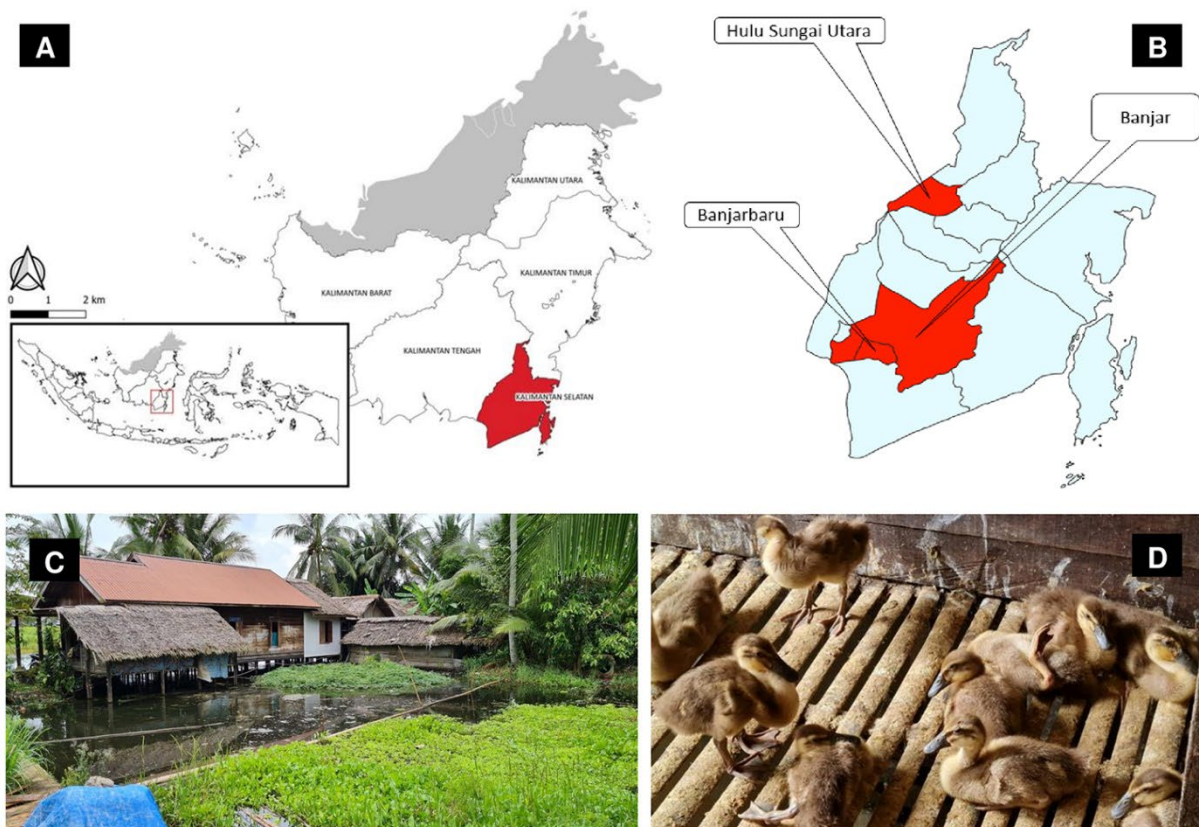 A
KALIMANTAN UTARA
KALIMANTAN TIMUR
KALIMANTAN BARAT
KALIMANTAN TENGAH
KALIMANTAN SELATAN
0 1 2 km
B
Hulu Sungai Utara
Banjar
Banjarbaru
C
D